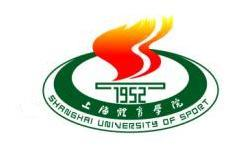 1952
上海體育學院
SHANGHAI UNIVERSITY OF SPORT